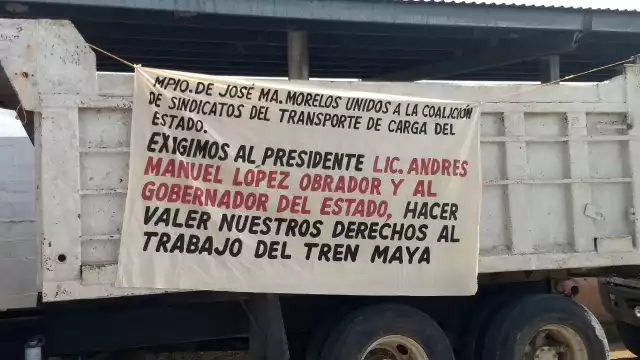 MPIO. DE JOSÉ MA. MORELOS UNIDOS A LA COALICIÓN
DE SINDICATOS DEL TRANSPORTE DE CARGA DEL
ESTADO.
EXIGIMOS AL PRESIDENTE LIC. ANDRES
MANUEL LOPEZ OBRADOR Y AL
GOBERNADOR DEL ESTADO, HACER
VALER NUESTROS DERECHOS AL
TRABAJO DEL TREN MAYA